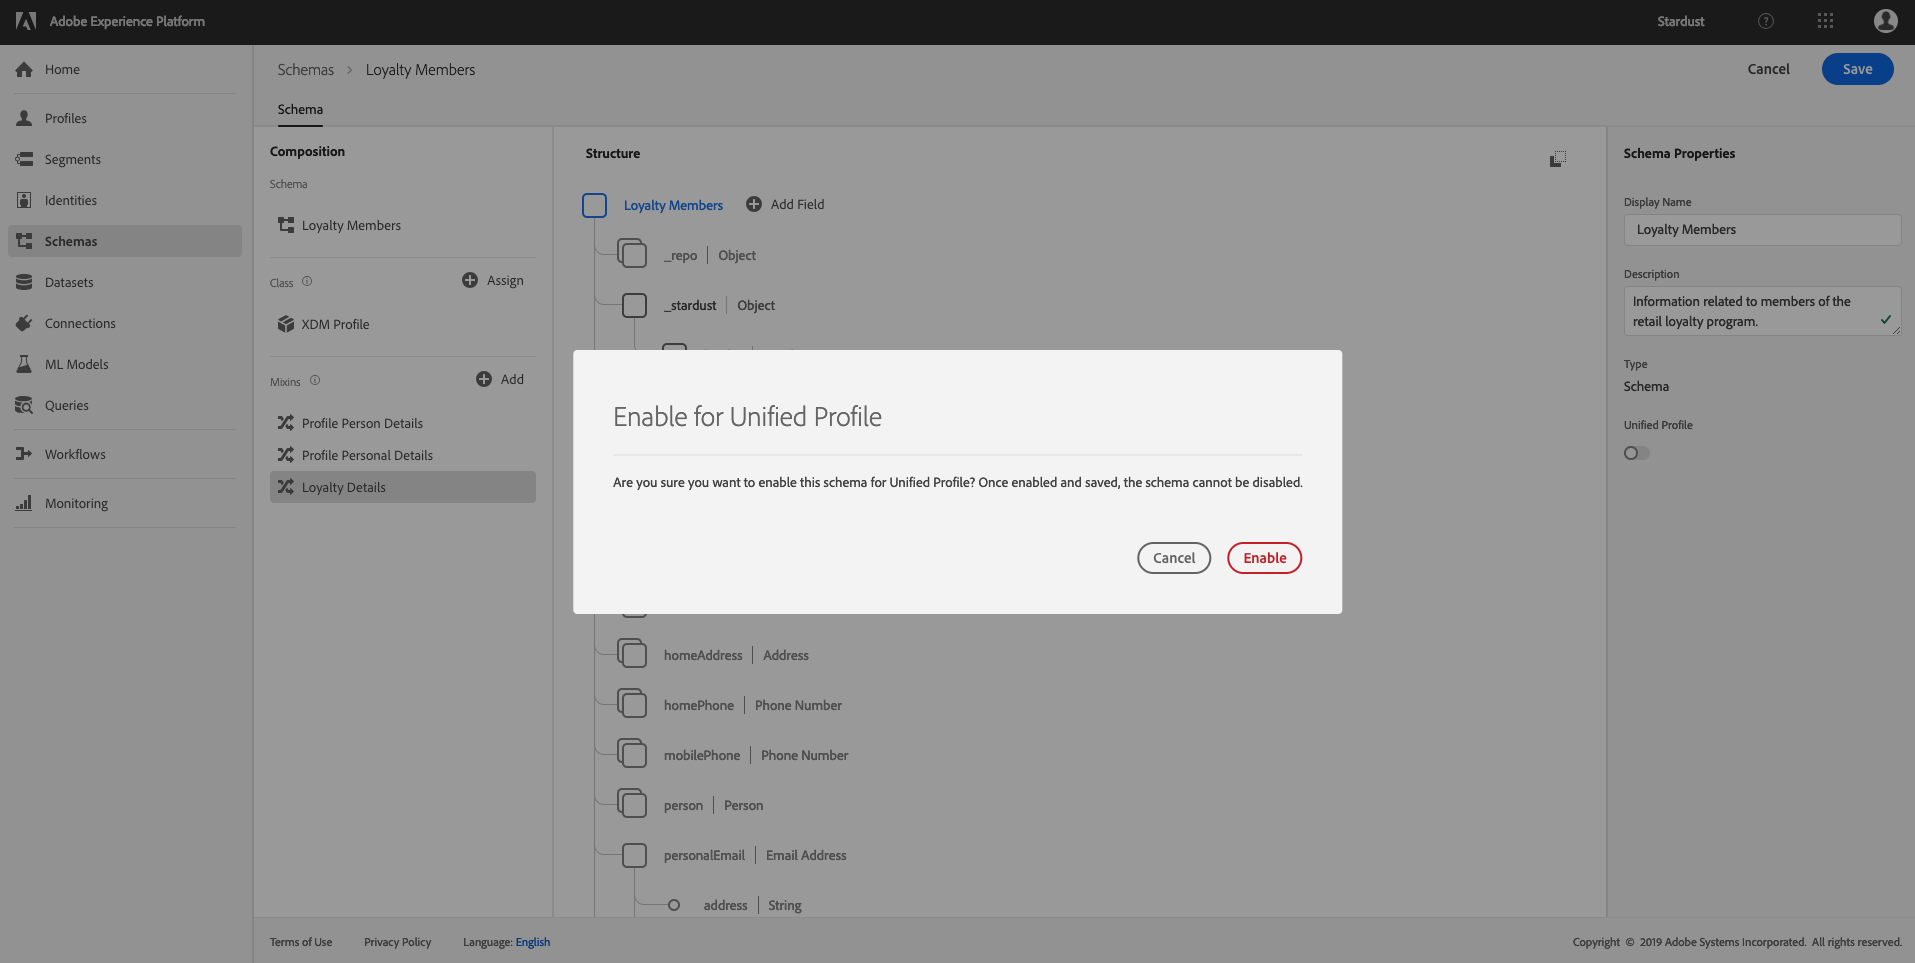 Adobe Experience Platform
Stardust
Home
Profiles
Segments
Identities
Schemas
Datasets
Connections
ML Models
Queries
Workflows
Monitoring
Schemas > Loyalty Members
Cancel
Save
Schema
Composition
Schema
Loyalty Members
Class
Assign
XDM Profile
Mixins
Add
Profile Person Details
Profile Personal Details
Loyalty Details
Structure
Loyalty Members
Add Field
_repo | Object
_stardust | Object
Enable for Unified Profile
Are you sure you want to enable this schema for Unified Profile? Once enabled and saved, the schema cannot be disabled.
Cancel
Enable
homeAddress | Address
homePhone | Phone Number
mobilePhone | Phone Number
person | Person
personalEmail | Email Address
address | String
Schema Properties
Display Name
Loyalty Members
Description
Information related to members of the
retail loyalty program.
Type
Schema
Unified Profile
Terms of Use
Privacy Policy
Language: English
Copyright © 2019 Adobe Systems Incorporated. All rights reserved.